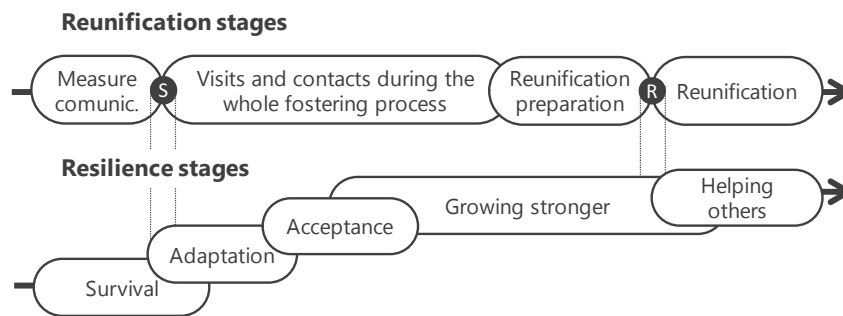 Reunification stages
Measure
comunic.
S
Visits and contacts during the
whole fostering process
Reunification
preparation
R
Reunification
Resilience stages
Survival
Adaptation
Acceptance
Growing stronger
Helping
others